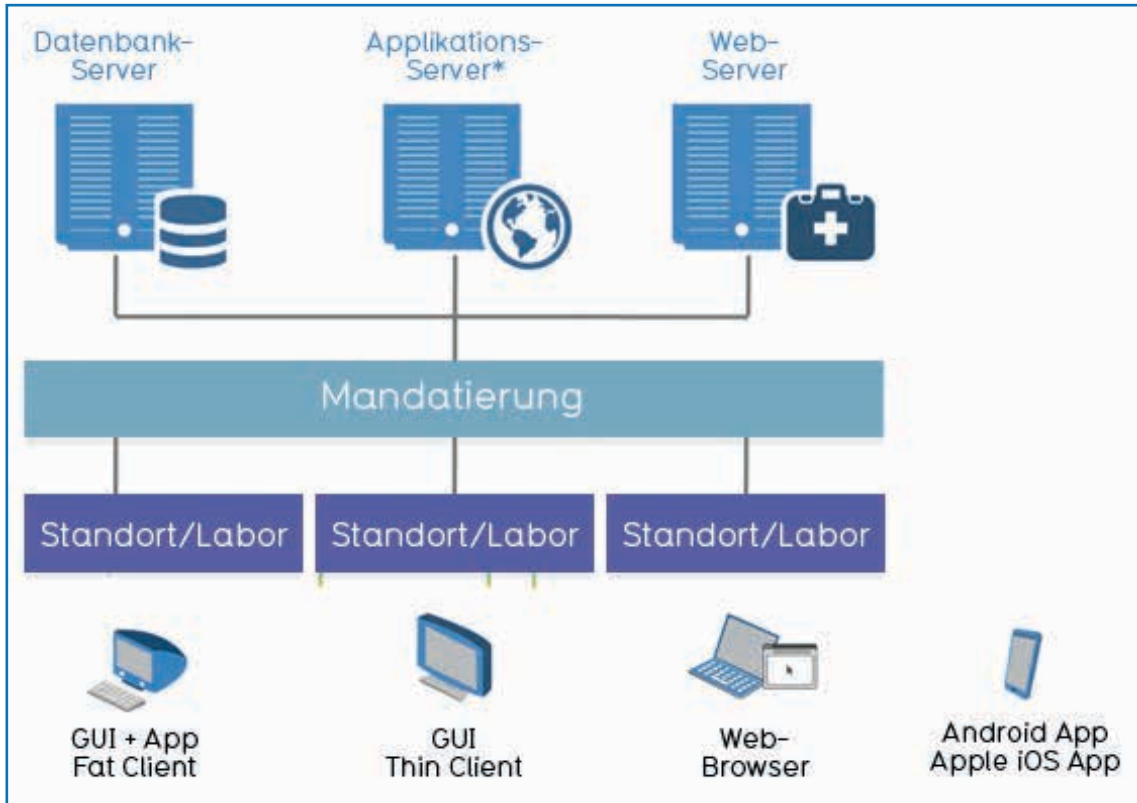 Datenbank-
Server
Applikations-
Server*
Web-
Server
Mandatierung
Standort/Labor
Standort/Labor
Standort/Labor
GUI + App
Fat Client
GUI
Thin Client
Web-
Browser
Android App
Apple iOS App